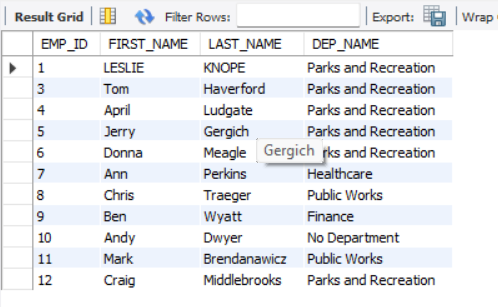 Result Grid Filter Rows: Export: Wrap
EMP_ID FIRST_NAME LAST_NAME DEP_NAME
1 LESLIE KNOPE Parks and Recreation
3 Tom Haverford Parks and Recreation
4 April Ludgate Parks and Recreation
5 Jerry Gergich Parks and Recreation
6 Donna Meagle Gergich rks and Recreation
7 Ann Perkins Healthcare
8 Chris Traeger Public Works
9 Ben Wyatt Finance
10 Andy Dwyer No Department
11 Mark Brendanawicz Public Works
12 Craig Middlebrooks Parks and Recreation